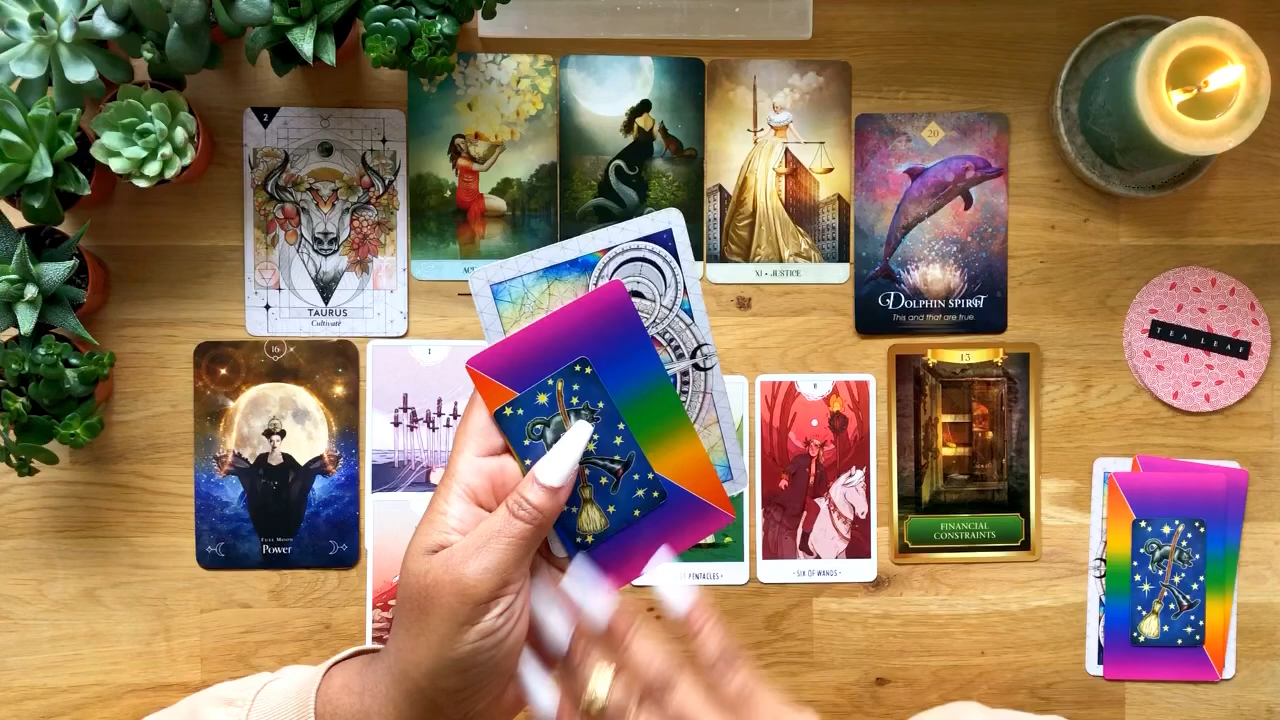 2
TAURUS
Cultivate
XI • JUSTICE
20
DOLPHIN SPIRIT
This and that are true.
TEA LEAF
16
FULL MOON
Power
I
PENTACLES •
VI
• SIX OF WANDS •
13
FINANCIAL
CONSTRAINTS